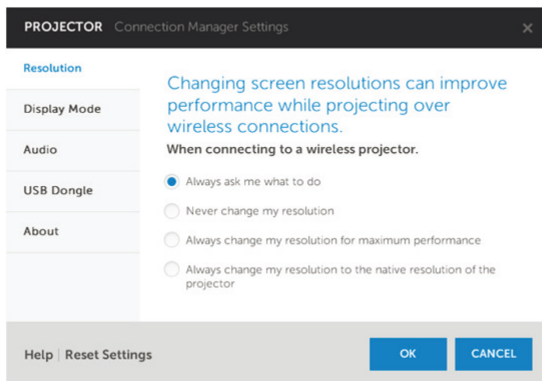 PROJECTOR Connection Manager Settings
Resolution
Display Mode
Audio
USB Dongle
About
Changing screen resolutions can improve
performance while projecting over
wireless connections.
When connecting to a wireless projector.
Always ask me what to do
Never change my resolution
Always change my resolution for maximum performance
Always change my resolution to the native resolution of the
projector
Help | Reset Settings
OK
CANCEL